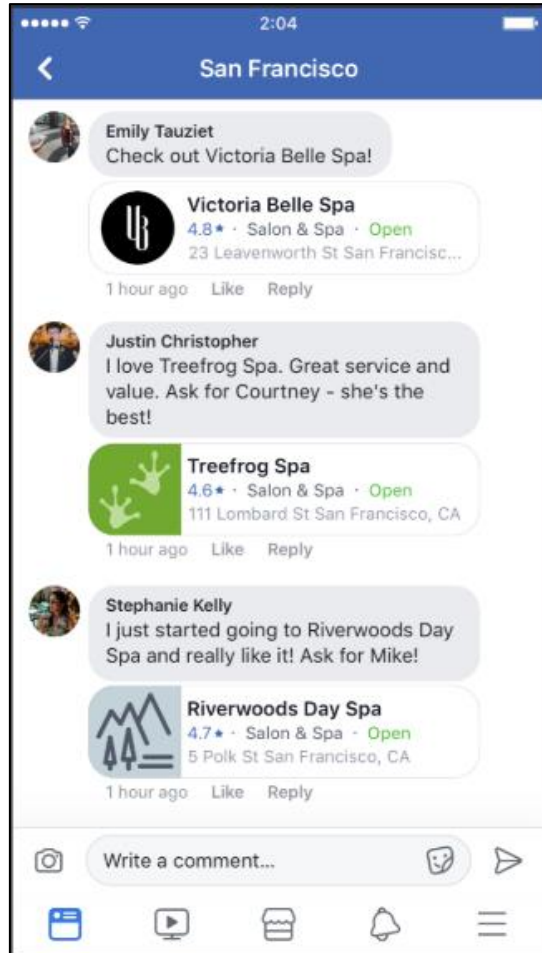 2:04
San Francisco
Emily Tauziet
Check out Victoria Belle Spa!
VB
Victoria Belle Spa
4.8★ · Salon & Spa · Open
23 Leavenworth St San Francisc...
1 hour ago Like Reply
Justin Christopher
I love Treefrog Spa. Great service and
value. Ask for Courtney - she's the
best!
Treefrog Spa
4.6★ · Salon & Spa · Open
111 Lombard St San Francisco, CA
1 hour ago Like Reply
Stephanie Kelly
I just started going to Riverwoods Day
Spa and really like it! Ask for Mike!
Riverwoods Day Spa
4.7★ · Salon & Spa · Open
5 Polk St San Francisco, CA
1 hour ago Like Reply
Write a comment...